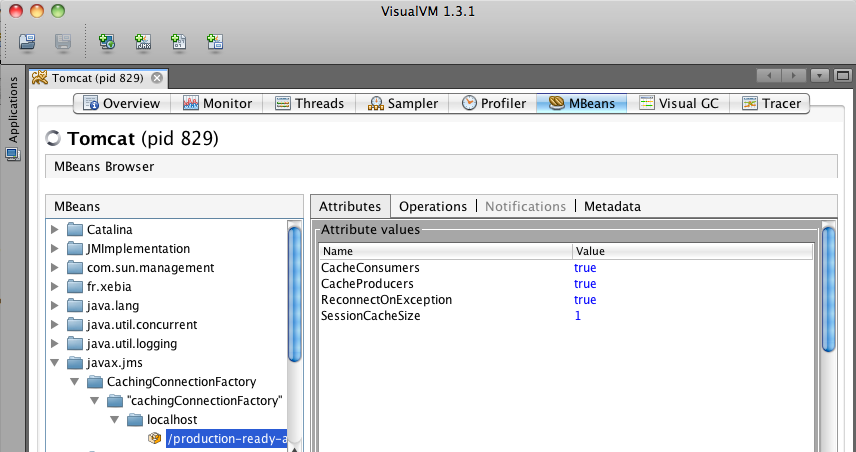 VisualVM 1.3.1
Applications
Tomcat (pid 829)
Overview Monitor Threads Sampler Profiler MBeans Visual GC Tracer
Tomcat (pid 829)
MBeans Browser
MBeans
Catalina
JMImplementation
com.sun.management
fr.xebia
java.lang
java.util.concurrent
java.util.logging
javax.jms
CachingConnectionFactory
"cachingConnectionFactory"
localhost
/production-ready-a
Attributes Operations Notifications Metadata
Attribute values
Name Value
CacheConsumers true
CacheProducers true
ReconnectOnException true
SessionCacheSize 1